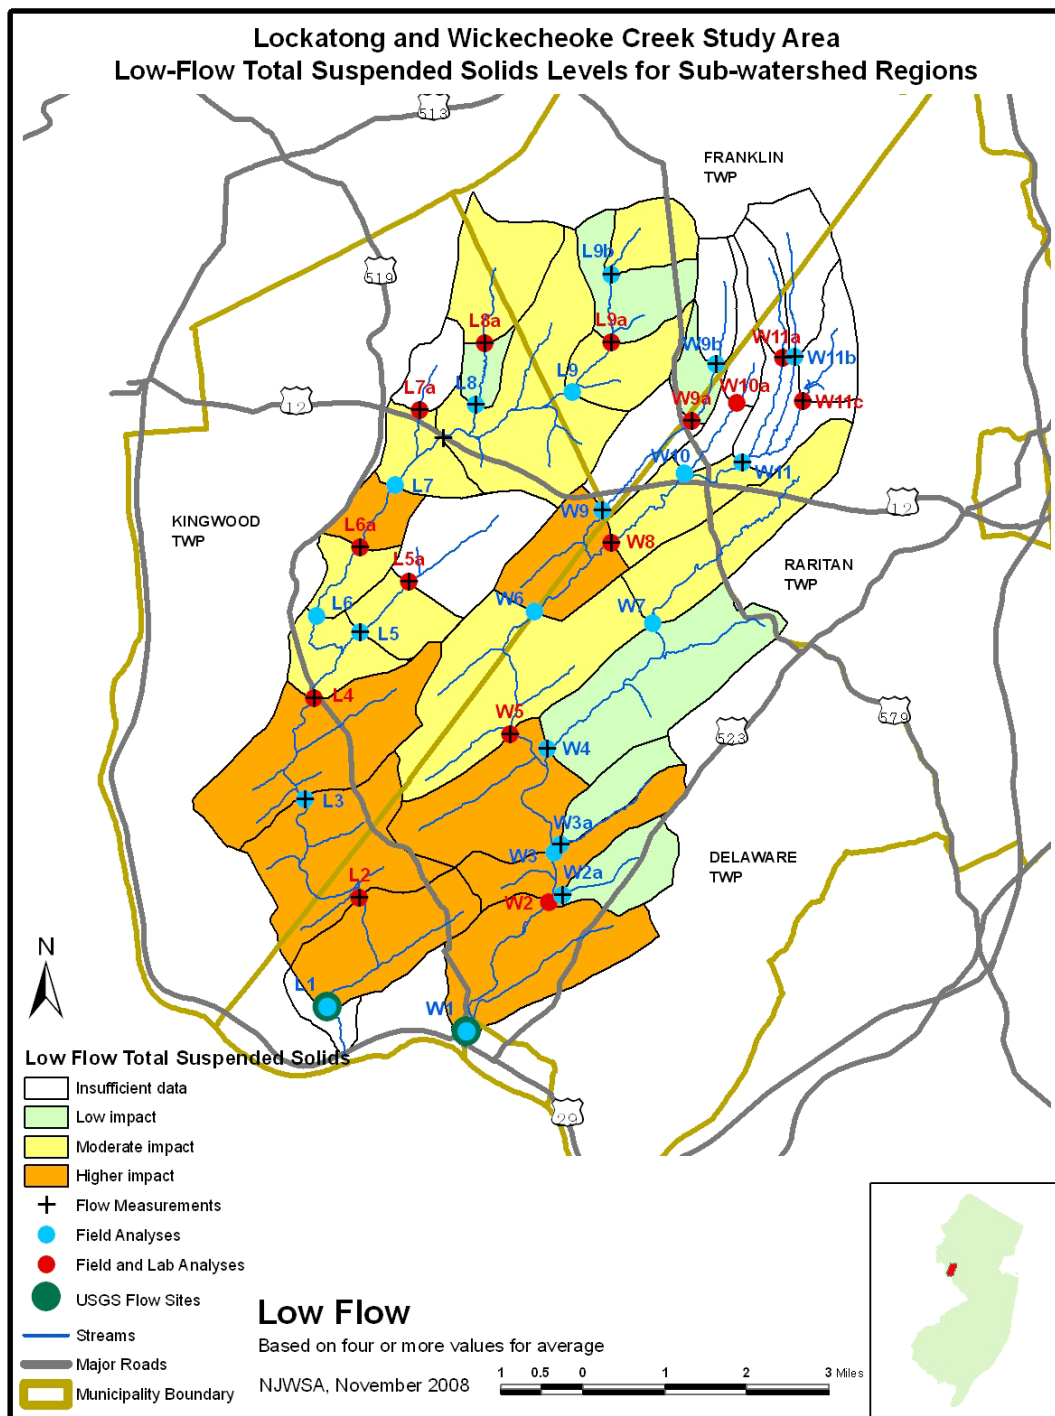 Lockatong and Wickecheoke Creek Study Area
Low-Flow Total Suspended Solids Levels for Sub-watershed Regions
513
FRANKLIN
TWP
519
L9b
L8a
L9a
W11a
W9b
W11b
L7a
L8
L9
W10a
W9a
W11c
12
W10
W11
L7
12
KINGWOOD
TWP
W9
L6a
W8
L5a
RARITAN
TWP
L6
W6
W7
L5
L4
W5
579
523
W4
L3
W3a
W3
DELAWARE
TWP
L2
W2a
W2
N
L1
W1
29
Low Flow Total Suspended Solids
Insufficient data
Low impact
Moderate impact
Higher impact
Flow Measurements
Field Analyses
Field and Lab Analyses
USGS Flow Sites
Streams
Major Roads
Municipality Boundary
Low Flow
Based on four or more values for average
NJWSA, November 2008
1 0.5 0 1 2 3 Miles